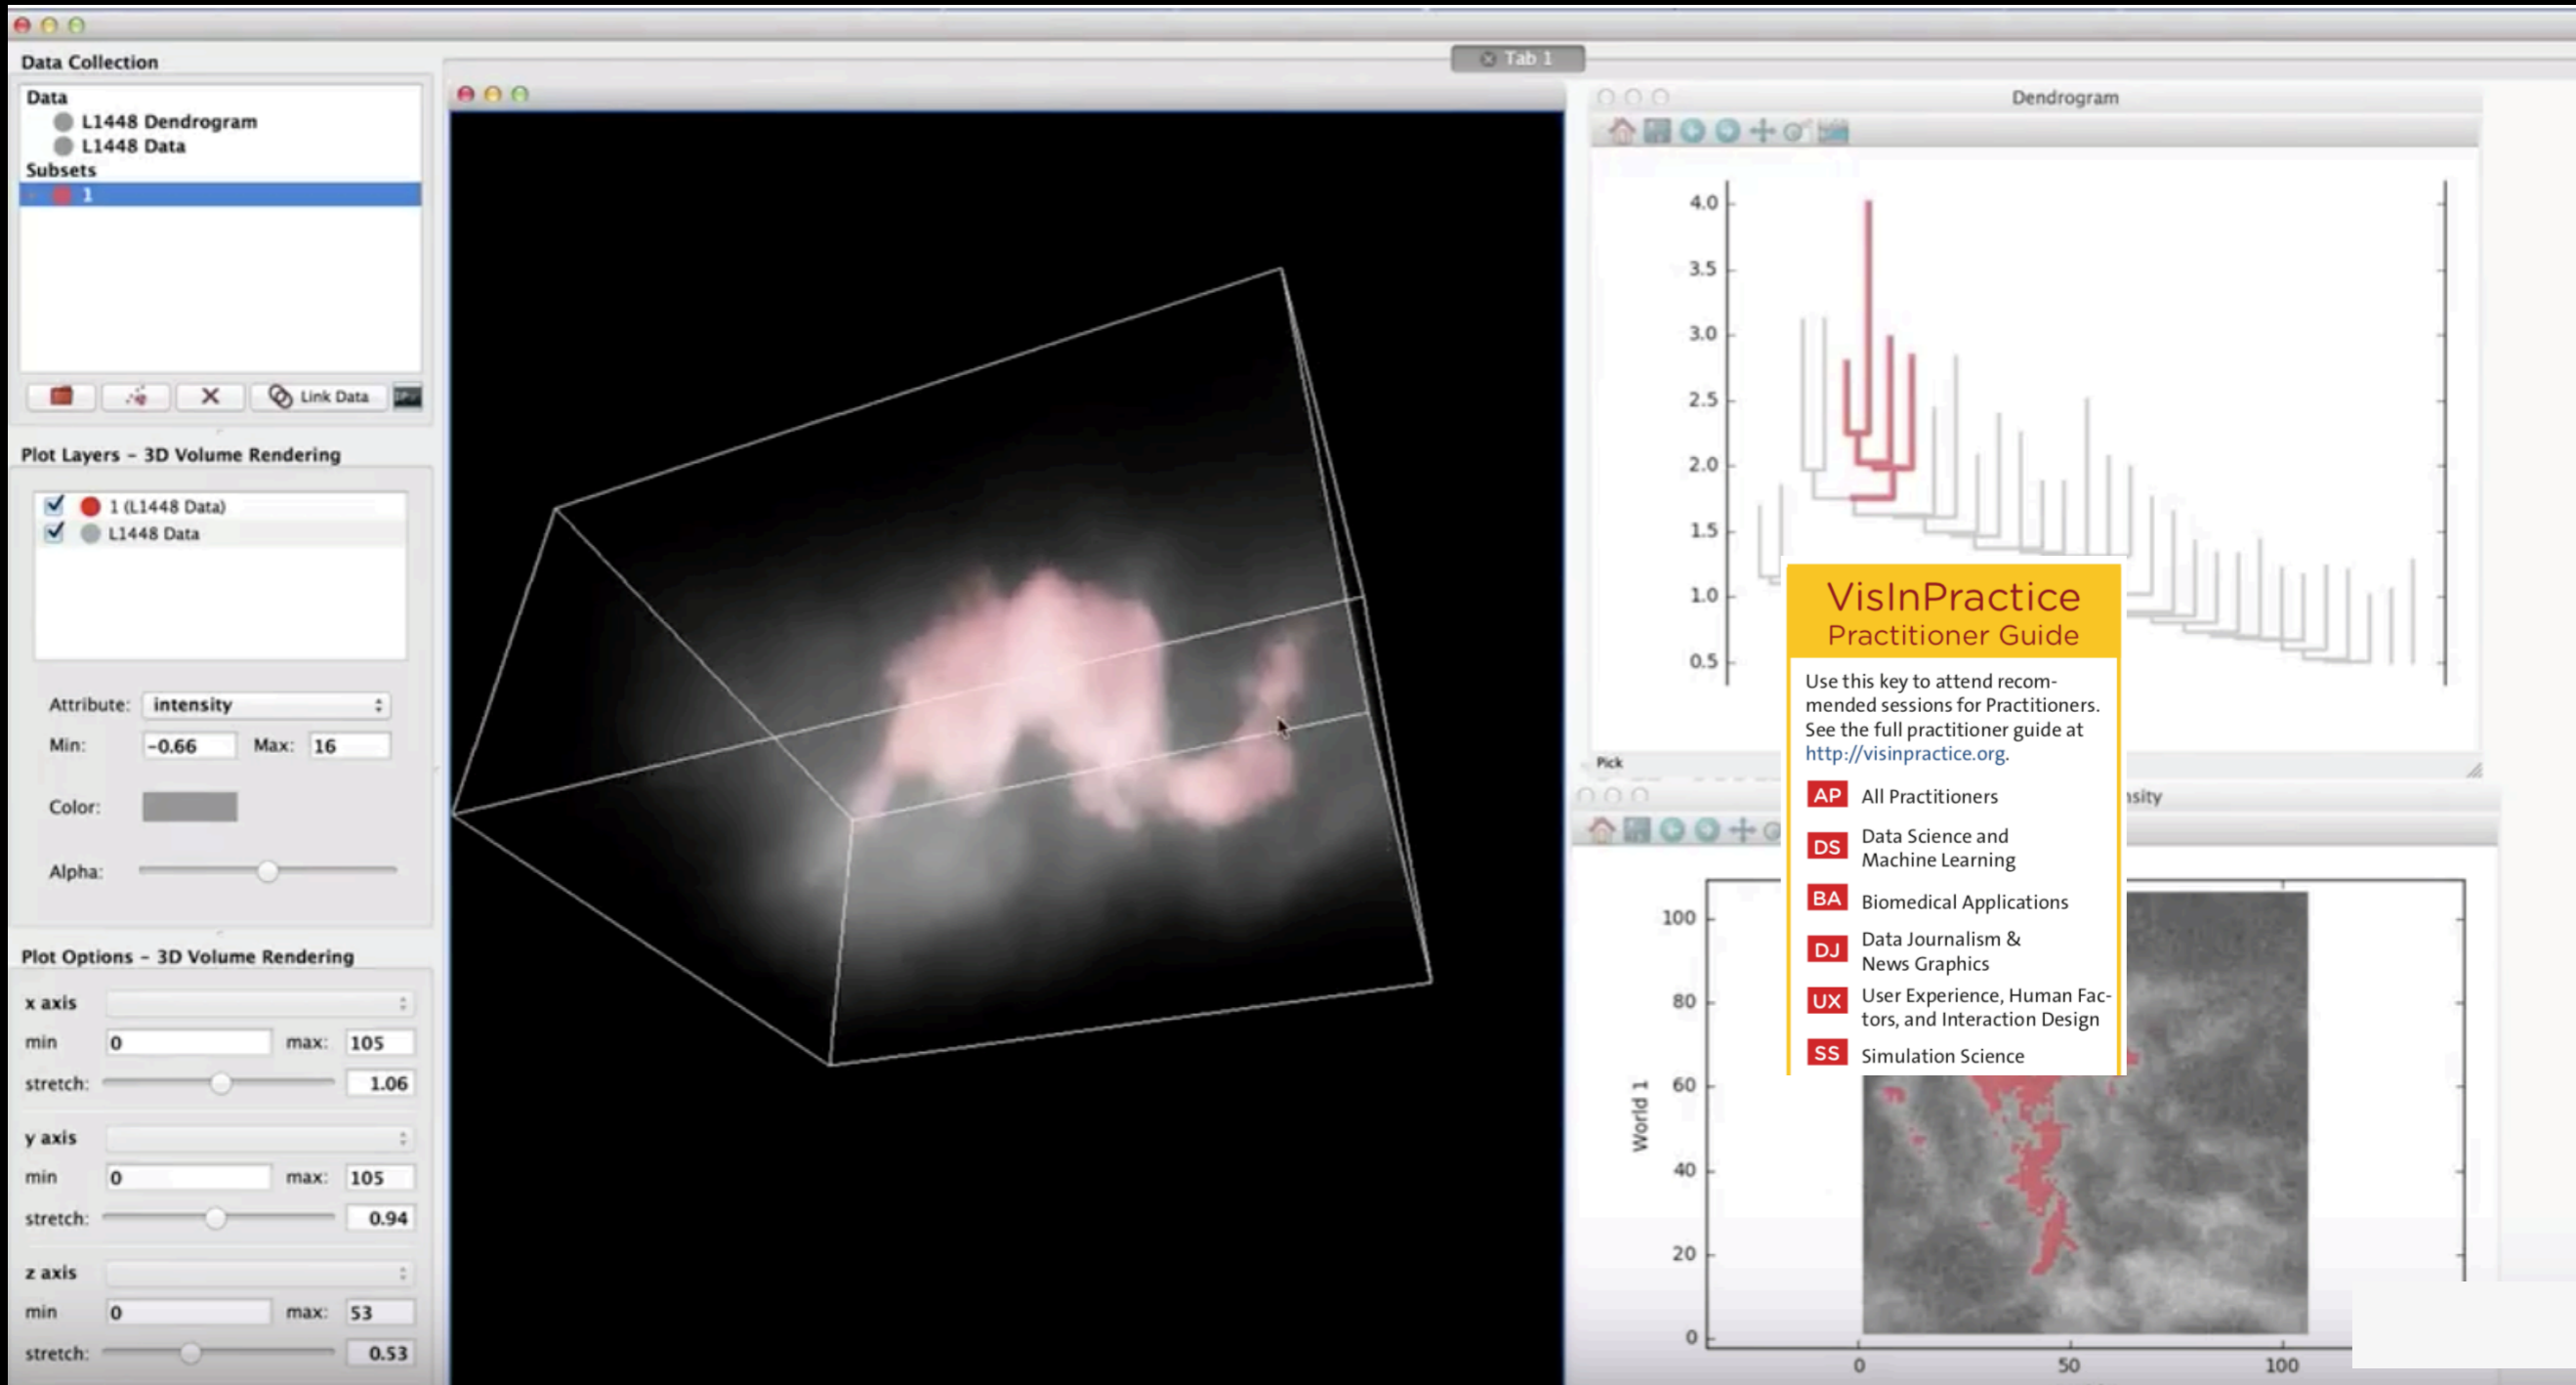 Data Collection
Data
L1448 Dendrogram
L1448 Data
Subsets
1
Link Data
Plot Layers - 3D Volume Rendering
1 (L1448 Data)
L1448 Data
Attribute: intensity
Min: -0.66 Max: 16
Color:
Alpha:
Plot Options - 3D Volume Rendering
x axis
min 0 max: 105
stretch: 1.06
y axis
min 0 max: 105
stretch: 0.94
z axis
min 0 max: 53
stretch: 0.53
Tab 1
Dendrogram
4.0
3.5
3.0
2.5
2.0
1.5
1.0
0.5
Pick
VisInPractice
Practitioner Guide
Use this key to attend recom-
mended sessions for Practitioners.
See the full practitioner guide at
http://visinpractice.org.
AP All Practitioners
DS Data Science and
Machine Learning
BA Biomedical Applications
DJ Data Journalism &
News Graphics
UX User Experience, Human Fac-
tors, and Interaction Design
SS Simulation Science
nsity
World 1
100
80
60
40
20
0
0 50 100